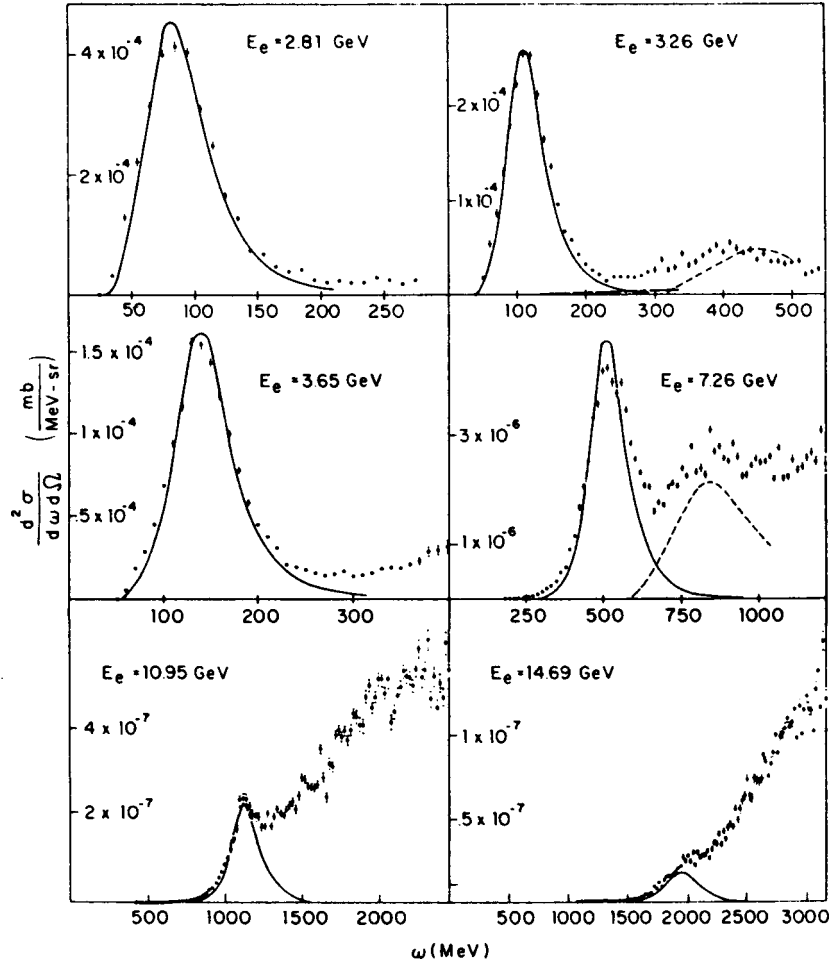 E_e = 2.81 GeV
4 x 10^-4
2 x 10^-4
50 100 150 200 250
E_e = 3.26 GeV
2 x 10^-4
1 x 10^-4
100 200 300 400 500
E_e = 3.65 GeV
1.5 x 10^-4
1 x 10^-4
.5 x 10^-4
100 200 300
E_e = 7.26 GeV
3 x 10^-6
1 x 10^-6
250 500 750 1000
d^2 σ / dω dΩ (mb / MeV - sr)
E_e = 10.95 GeV
4 x 10^-7
2 x 10^-7
500 1000 1500 2000
E_e = 14.69 GeV
1 x 10^-7
.5 x 10^-7
500 1000 1500 2000 2500 3000
ω (MeV)